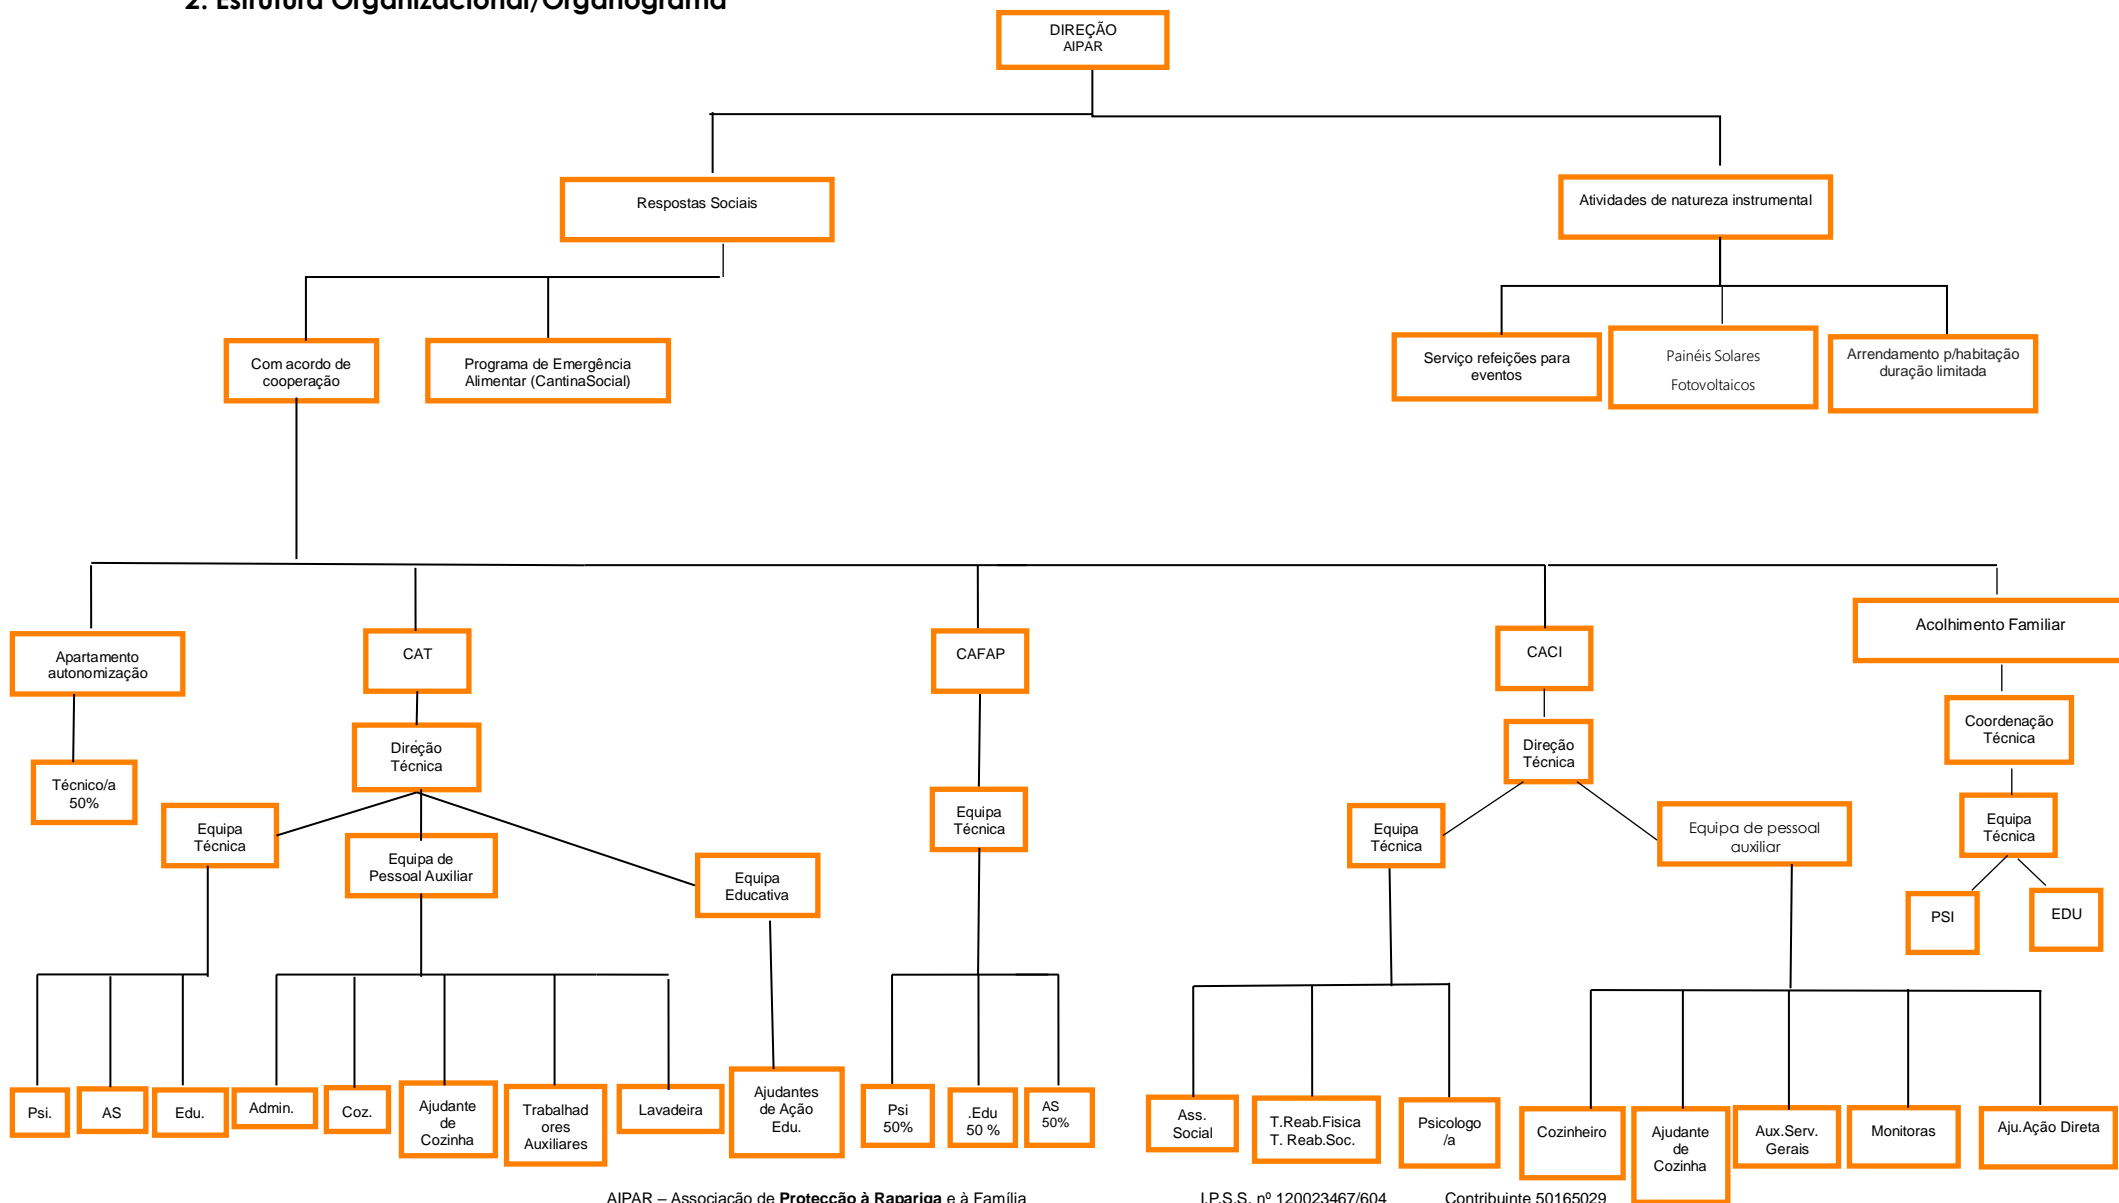 2. Estrutura Organizacional/Organograma
DIREÇÃO
AIPAR
Respostas Sociais
Atividades de natureza instrumental
Com acordo de
cooperação
Programa de Emergência
Alimentar (CantinaSocial)
Serviço refeições para
eventos
Painéis Solares
Fotovoltaicos
Arrendamento p/habitação
duração limitada
Apartamento
autonomização
CAT
CAFAP
CACI
Acolhimento Familiar
Técnico/a
50%
Direção
Técnica
Direção
Técnica
Coordenação
Técnica
Equipa
Técnica
Equipa de
Pessoal Auxiliar
Equipa
Educativa
Equipa
Técnica
Equipa
Técnica
Equipa de pessoal
auxiliar
Equipa
Técnica
PSI
EDU
Psi.
AS
Edu.
Admin.
Coz.
Ajudante
de
Cozinha
Trabalhad
ores
Auxiliares
Lavadeira
Ajudantes
de Ação
Edu.
Psi
50%
.Edu
50 %
AS
50%
Ass.
Social
T.Reab.Fisica
T. Reab.Soc.
Psicologo
/a
Cozinheiro
Ajudante
de
Cozinha
Aux.Serv.
Gerais
Monitoras
Aju.Ação Direta
AIPAR – Associação de Protecção à Rapariga e à Família I.P.S.S. nº 120023467/604 Contribuinte 50165029